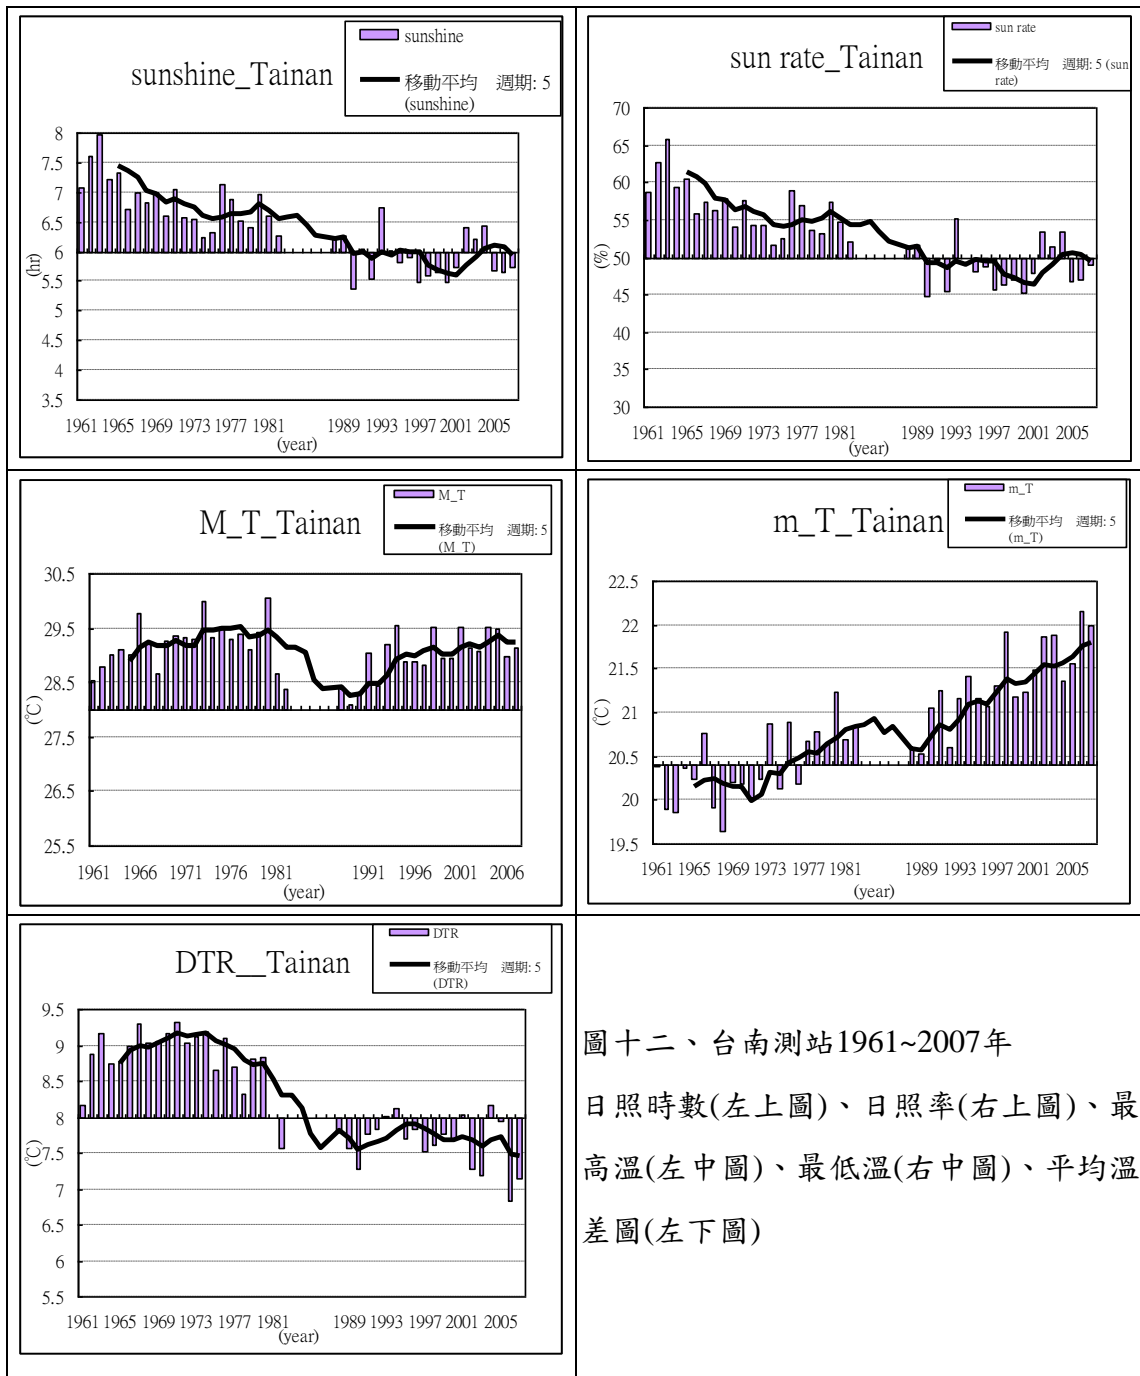 sunshine_Tainan
sunshine
移動平均　週期: 5
(sunshine)
8
7.5
7
6.5
6
5.5
5
4.5
4
3.5
(hr)
1961 1965 1969 1973 1977 1981 1989 1993 1997 2001 2005
(year)
sun rate_Tainan
sun rate
移動平均　週期: 5 (sun
rate)
70
65
60
55
50
45
40
35
30
(%)
1961 1965 1969 1973 1977 1981 1989 1993 1997 2001 2005
(year)
M_T_Tainan
M_T
移動平均　週期: 5
(M_T)
30.5
29.5
28.5
27.5
26.5
25.5
(℃)
1961 1966 1971 1976 1981 1991 1996 2001 2006
(year)
m_T_Tainan
m_T
移動平均　週期: 5
(m_T)
22.5
22
21.5
21
20.5
20
19.5
(℃)
1961 1965 1969 1973 1977 1981 1989 1993 1997 2001 2005
(year)
DTR__Tainan
DTR
移動平均　週期: 5
(DTR)
9.5
9
8.5
8
7.5
7
6.5
6
5.5
(℃)
1961 1965 1969 1973 1977 1981 1989 1993 1997 2001 2005
(year)
圖十二、台南測站1961~2007年
日照時數(左上圖)、日照率(右上圖)、最
高溫(左中圖)、最低溫(右中圖)、平均溫
差圖(左下圖)